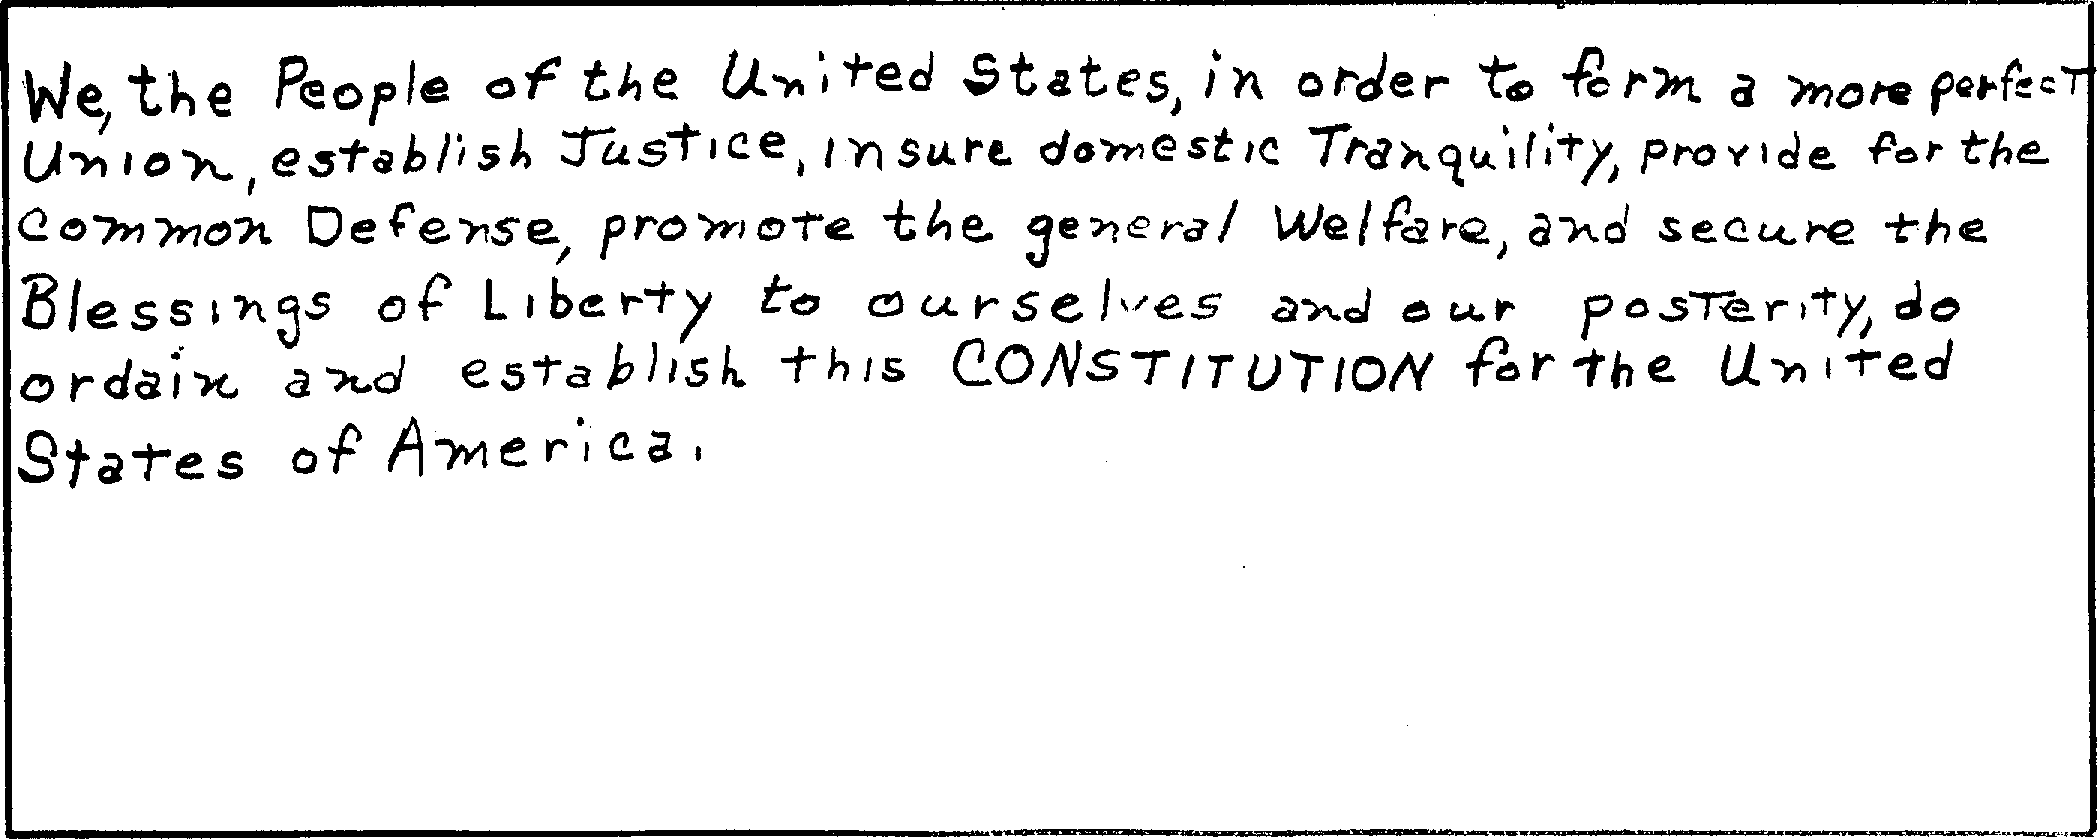 We, the People of the United States, in order to form a more perfect
Union, establish Justice, insure domestic Tranquility, provide for the
Common Defense, promote the general Welfare, and secure the
Blessings of Liberty to ourselves and our posterity, do
ordain and establish this CONSTITUTION for the United
States of America.